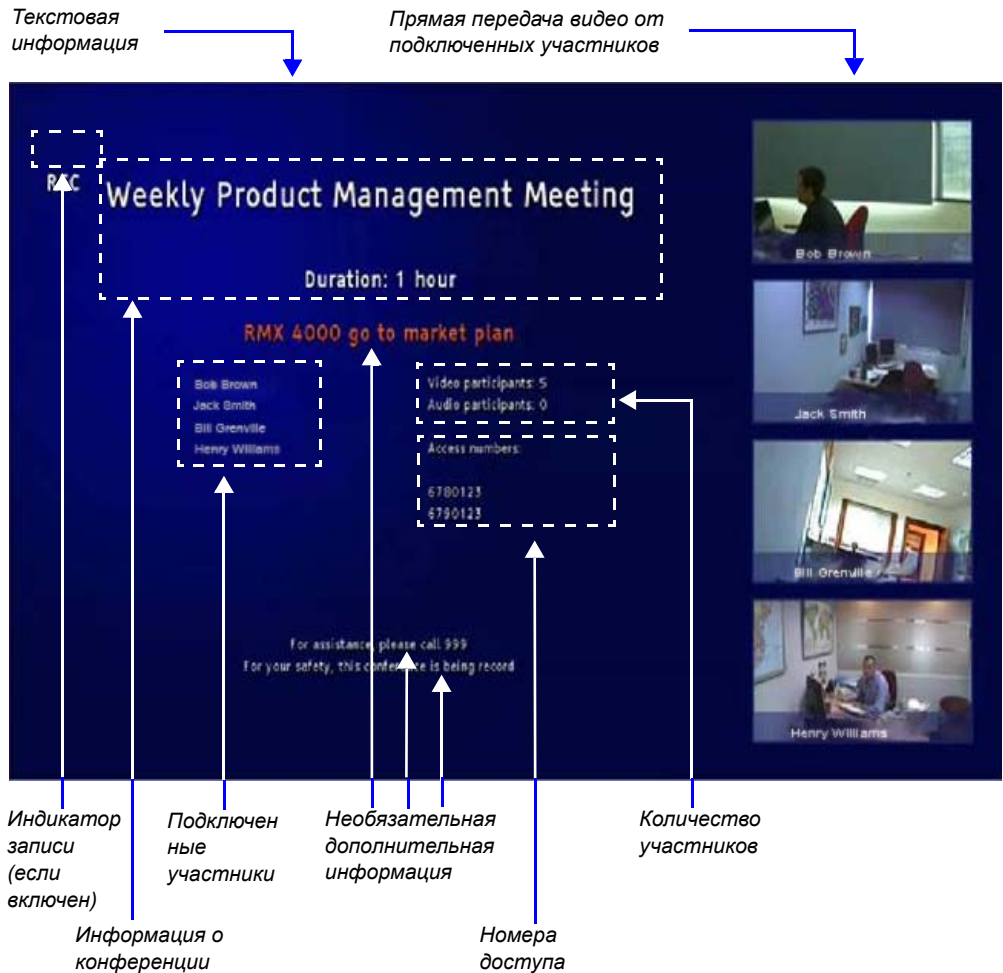 Текстовая
информация
Прямая передача видео от
подключенных участников
REC
Weekly Product Management Meeting
Duration: 1 hour
RMX 4000 go to market plan
Bob Brown
Jack Smith
Bill Grenville
Henry Williams
Video participants: 5
Audio participants: 0
Access numbers:
6780123
6790123
For assistance, please call 999
For your safety, this conference is being record
Bob Brown
Jack Smith
Bill Grenville
Henry Williams
Индикатор
записи
(если
включен)
Подключен
ные
участники
Необязательная
дополнительная
информация
Количество
участников
Информация о
конференции
Номера
доступа